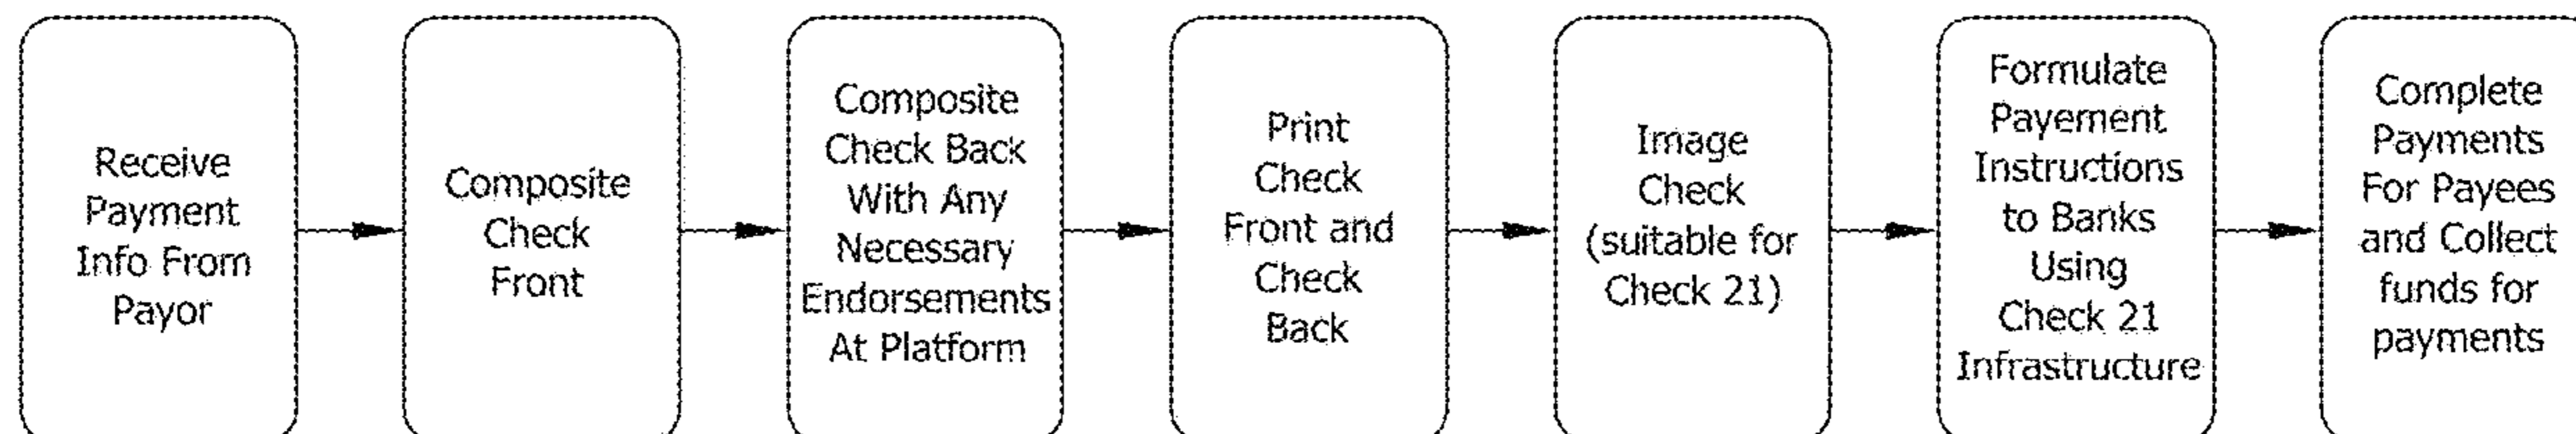 Receive
Payment
Info From
Payor
Composite
Check
Front
Composite
Check Back
With Any
Necessary
Endorsements
At Platform
Print
Check
Front and
Check
Back
Image
Check
(suitable for
Check 21)
Formulate
Payement
Instructions
to Banks
Using
Check 21
Infrastructure
Complete
Payments
For Payees
and Collect
funds for
payments